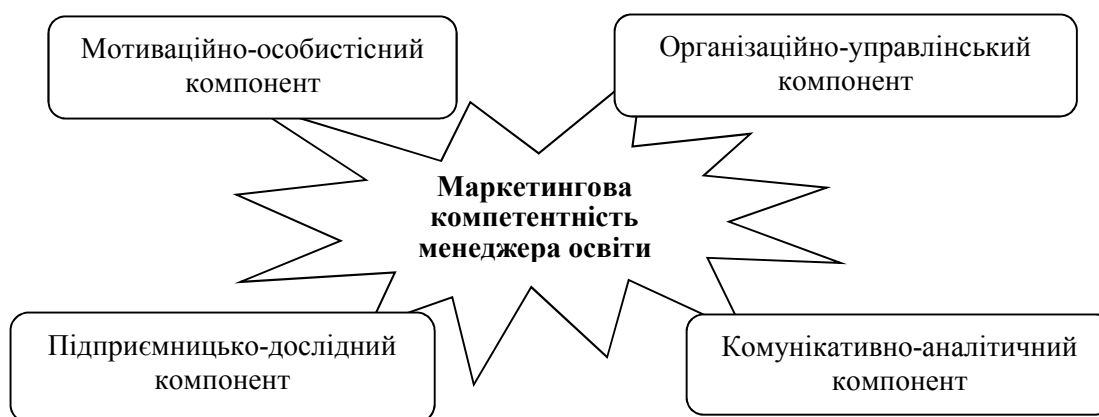 Мотиваційно-особистісний
компонент
Організаційно-управлінський
компонент
Маркетингова
компетентність
менеджера освіти
Підприємницько-дослідний
компонент
Комунікативно-аналітичний
компонент